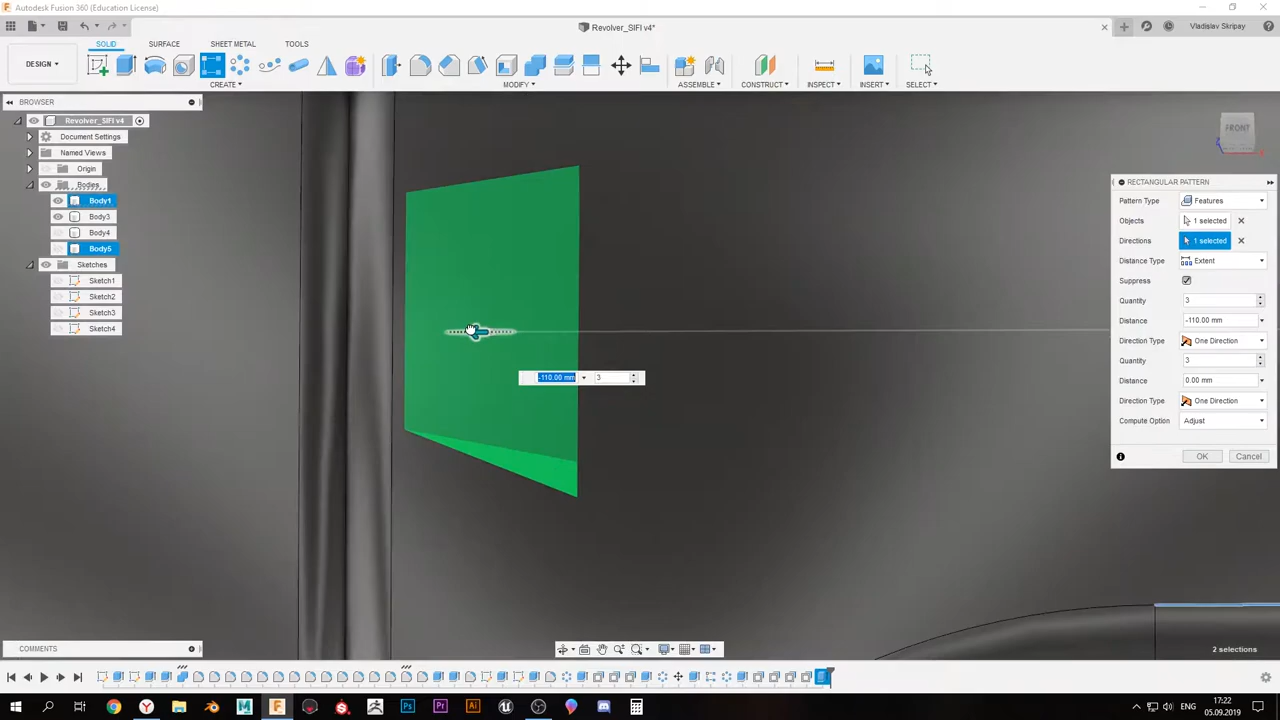 Autodesk Fusion 360 (Education License)
Revolver_SIFI v4*
Vladislav Skripay
SOLID SURFACE SHEET METAL TOOLS
DESIGN
CREATE MODIFY ASSEMBLE CONSTRUCT INSPECT INSERT SELECT
BROWSER
Revolver_SIFI v4
Document Settings
Named Views
Origin
Bodies
Body1
Body3
Body4
Body5
Sketches
Sketch1
Sketch2
Sketch3
Sketch4
FRONT
RECTANGULAR PATTERN
Pattern Type Features
Objects 1 selected
Directions 1 selected
Distance Type Extent
Suppress
Quantity 3
Distance -110.00 mm
Direction Type One Direction
Quantity 3
Distance 0.00 mm
Direction Type One Direction
Compute Option Adjust
OK Cancel
-110.00 mm 3
COMMENTS
2 selections
17:22
05.09.2019